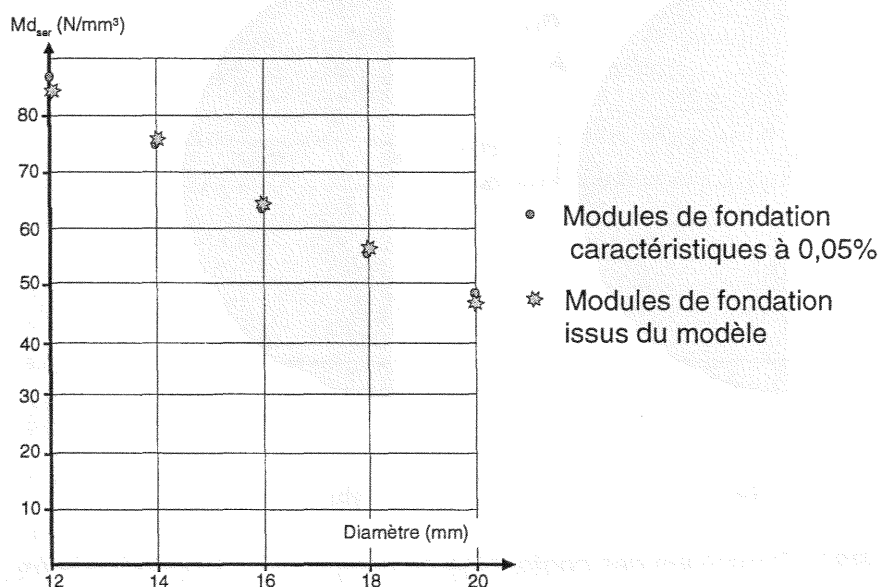 Md_ser (N/mm³)
80
70
60
50
40
30
20
10
Diamètre (mm)
12 14 16 18 20
Modules de fondation
caractéristiques à 0,05%
Modules de fondation
issus du modèle